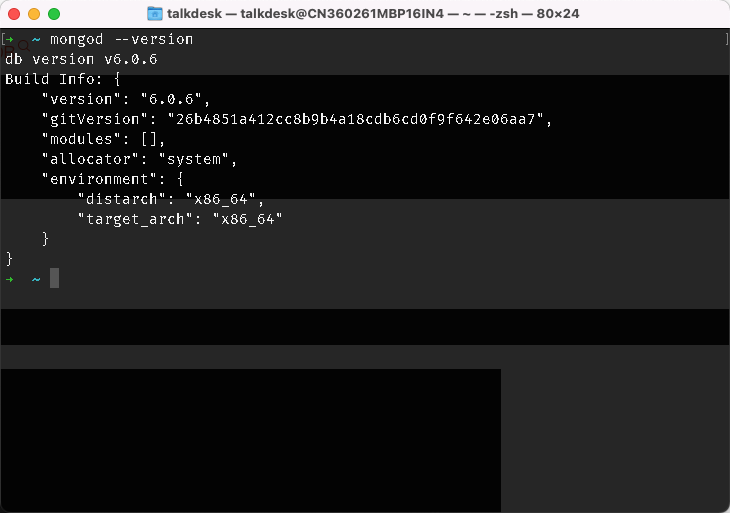 talkdesk — talkdesk@CN360261MBP16IN4 — ~ — -zsh — 80×24
[→ ~ mongod --version ]
db version v6.0.6
Build Info: {
    "version": "6.0.6",
    "gitVersion": "26b4851a412cc8b9b4a18cdb6cd0f9f642e06aa7",
    "modules": [],
    "allocator": "system",
    "environment": {
        "distarch": "x86_64",
        "target_arch": "x86_64"
    }
}
→ ~